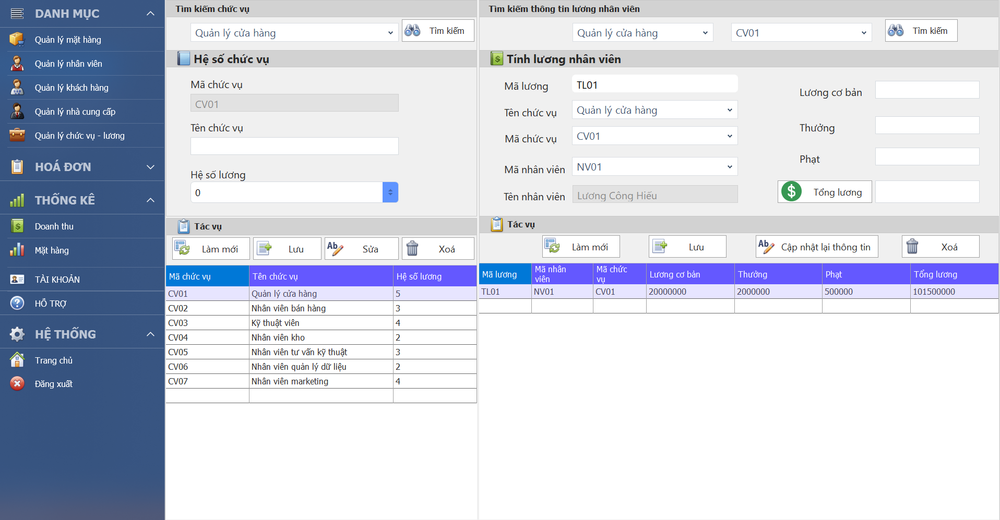 DANH MỤC
Quản lý mặt hàng
Quản lý nhân viên
Quản lý khách hàng
Quản lý nhà cung cấp
Quản lý chức vụ - lương
HOÁ ĐƠN
THỐNG KÊ
Doanh thu
Mặt hàng
TÀI KHOẢN
HỖ TRỢ
HỆ THỐNG
Trang chủ
Đăng xuất
Tìm kiếm chức vụ
Quản lý cửa hàng
Tìm kiếm
Hệ số chức vụ
Mã chức vụ
CV01
Tên chức vụ
Hệ số lương
0
Tác vụ
Làm mới Lưu Sửa Xoá
Mã chức vụ Tên chức vụ Hệ số lương
CV01 Quản lý cửa hàng 5
CV02 Nhân viên bán hàng 3
CV03 Kỹ thuật viên 4
CV04 Nhân viên kho 2
CV05 Nhân viên tư vấn kỹ thuật 3
CV06 Nhân viên quản lý dữ liệu 2
CV07 Nhân viên marketing 4
Tìm kiếm thông tin lương nhân viên
Quản lý cửa hàng CV01 Tìm kiếm
Tính lương nhân viên
Mã lương TL01
Tên chức vụ Quản lý cửa hàng
Mã chức vụ CV01
Mã nhân viên NV01
Tên nhân viên Lương Công Hiếu
Lương cơ bản
Thưởng
Phạt
Tổng lương
Tác vụ
Làm mới Lưu Cập nhật lại thông tin Xoá
Mã lương Mã nhân viên Mã chức vụ Lương cơ bản Thưởng Phạt Tổng lương
TL01 NV01 CV01 20000000 2000000 500000 101500000